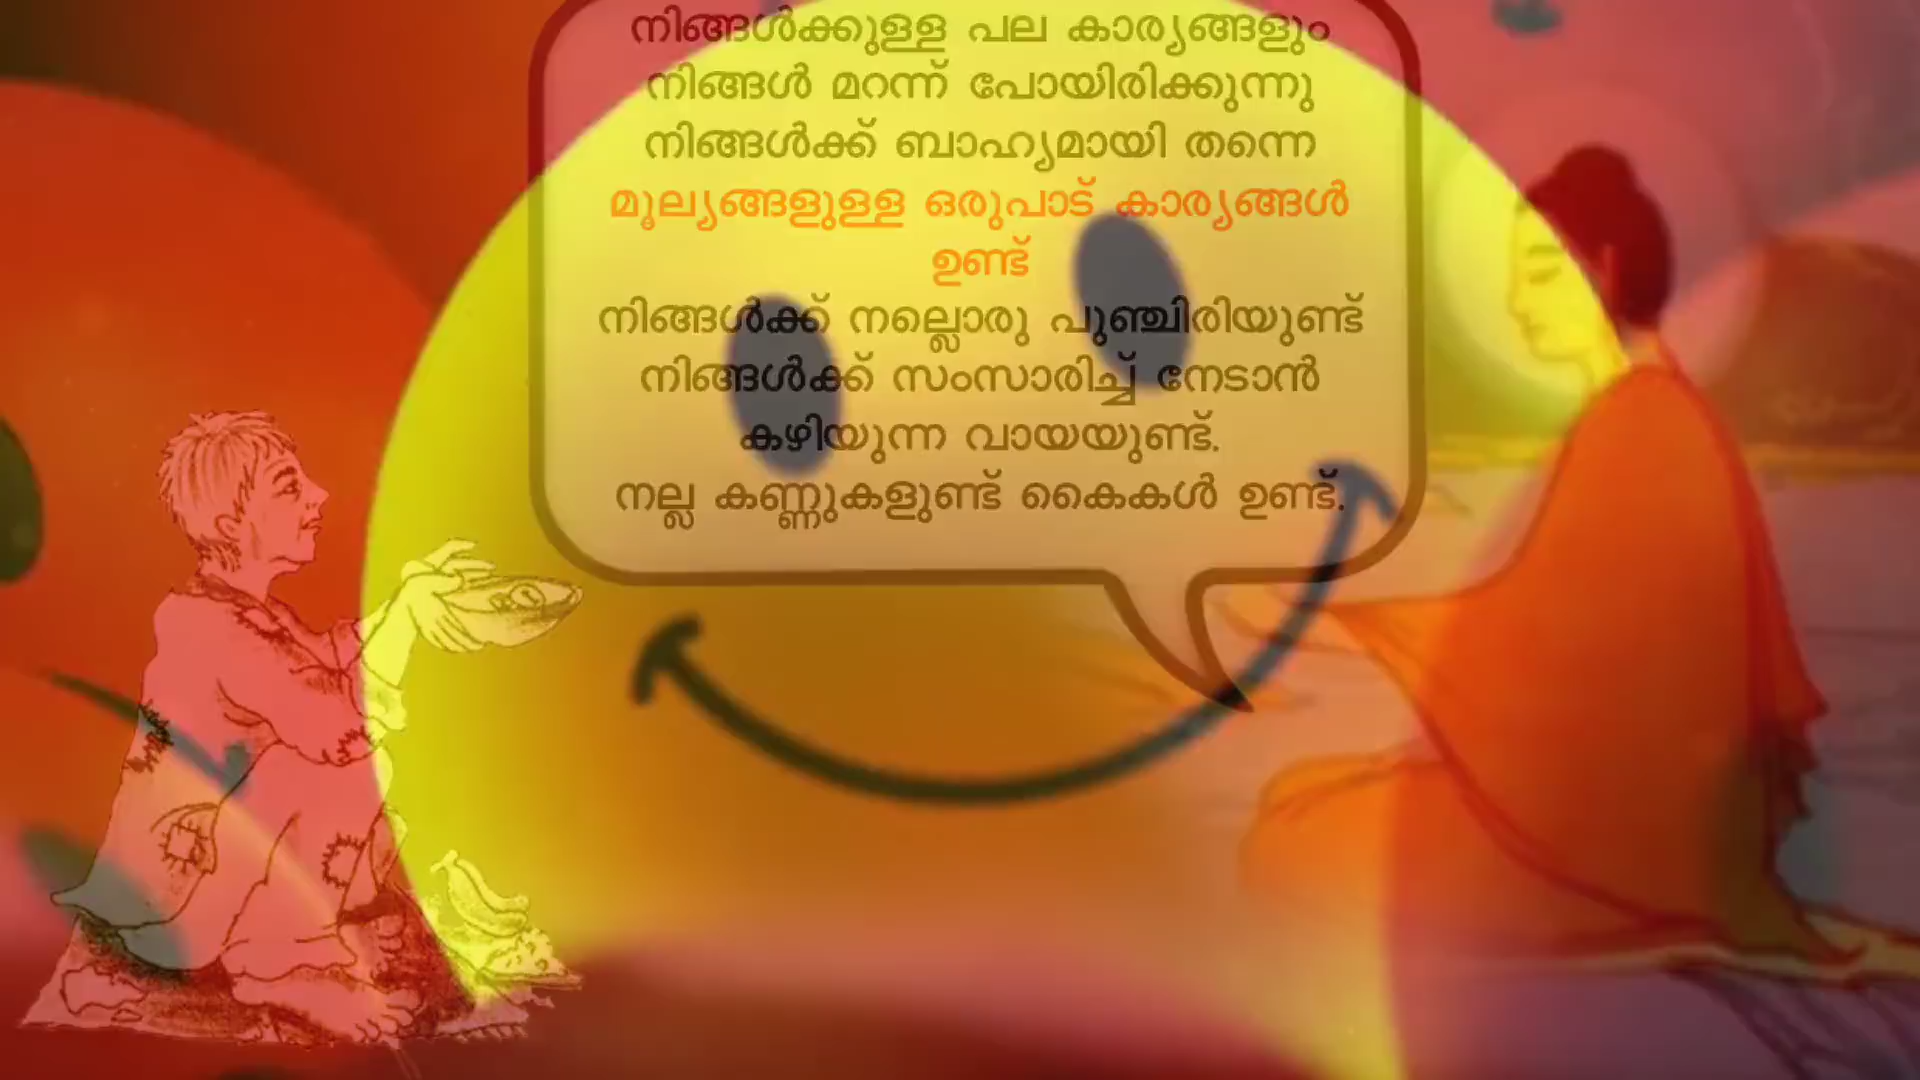 നിങ്ങൾക്കുള്ള പല കാര്യങ്ങളും
നിങ്ങൾ മറന്ന് പോയിരിക്കുന്നു
നിങ്ങൾക്ക് ബാഹ്യമായി തന്നെ
മൂല്യങ്ങളുള്ള ഒരുപാട് കാര്യങ്ങൾ
ഉണ്ട്
നിങ്ങൾക്ക് നല്ലൊരു പുഞ്ചിരിയുണ്ട്
നിങ്ങൾക്ക് സംസാരിച്ച് നേടാൻ
കഴിയുന്ന വായയുണ്ട്.
നല്ല കണ്ണുകളുണ്ട് കൈകൾ ഉണ്ട്.